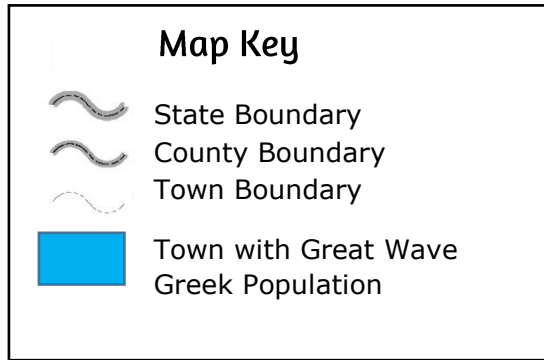 Map Key
State Boundary
County Boundary
Town Boundary
Town with Great Wave
Greek Population